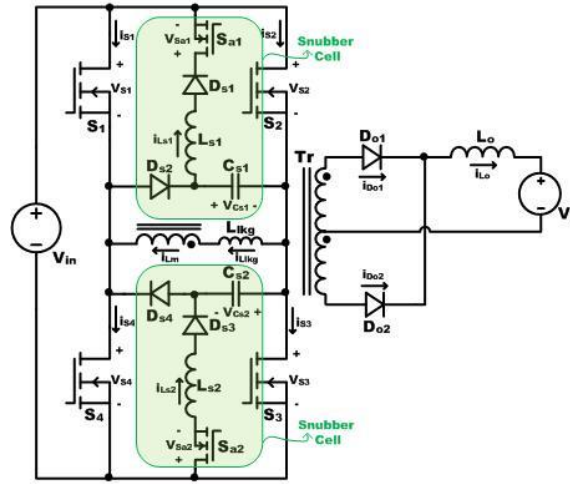 iS1
VSa1
Sa1
iS2
Snubber
Cell
-
+
+
VS1
-
S1
Ds1
+
VS2
-
S2
iLs1
Ls1
Ds2
Cs1
+ VCs1 -
Tr
Do1
iDo1
Lo
iLo
+
-
Vin
Llkg
iLm
iLlkg
+
-
V
Cs2
- VCs2 +
Ds4
Ds3
iDo2
Do2
iS4
iS3
+
VS4
-
S4
iLs2
Ls2
+
VS3
-
S3
-
VSa2
+
Sa2
Snubber
Cell